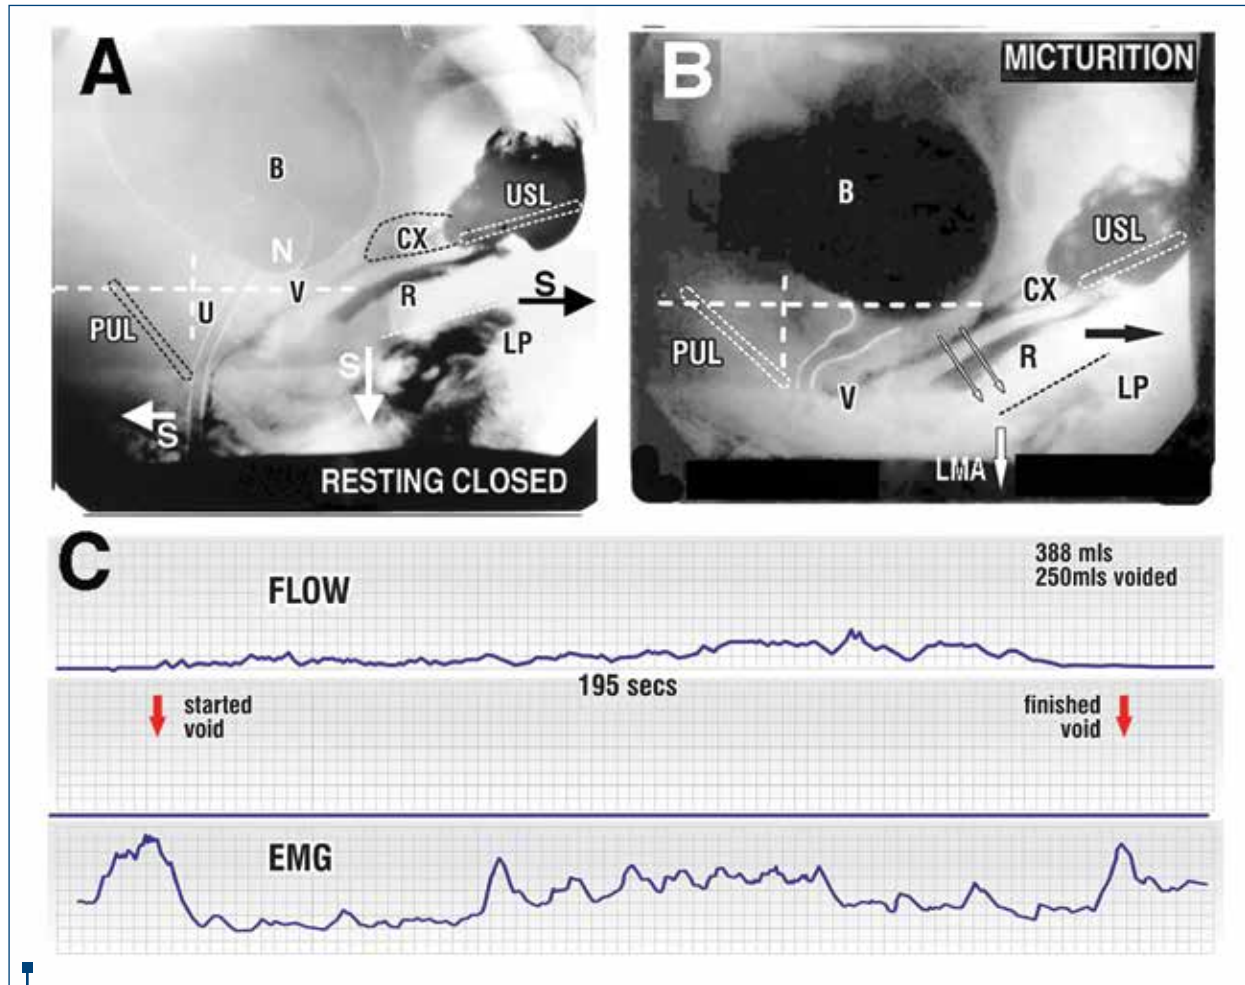 A
B
N
CX
USL
V
U
R
PUL
S
LP
S
S
RESTING CLOSED
B
MICTURITION
B
USL
CX
PUL
R
V
LP
LMA
C
FLOW
388 mls
250mls voided
195 secs
started
void
finished
void
EMG